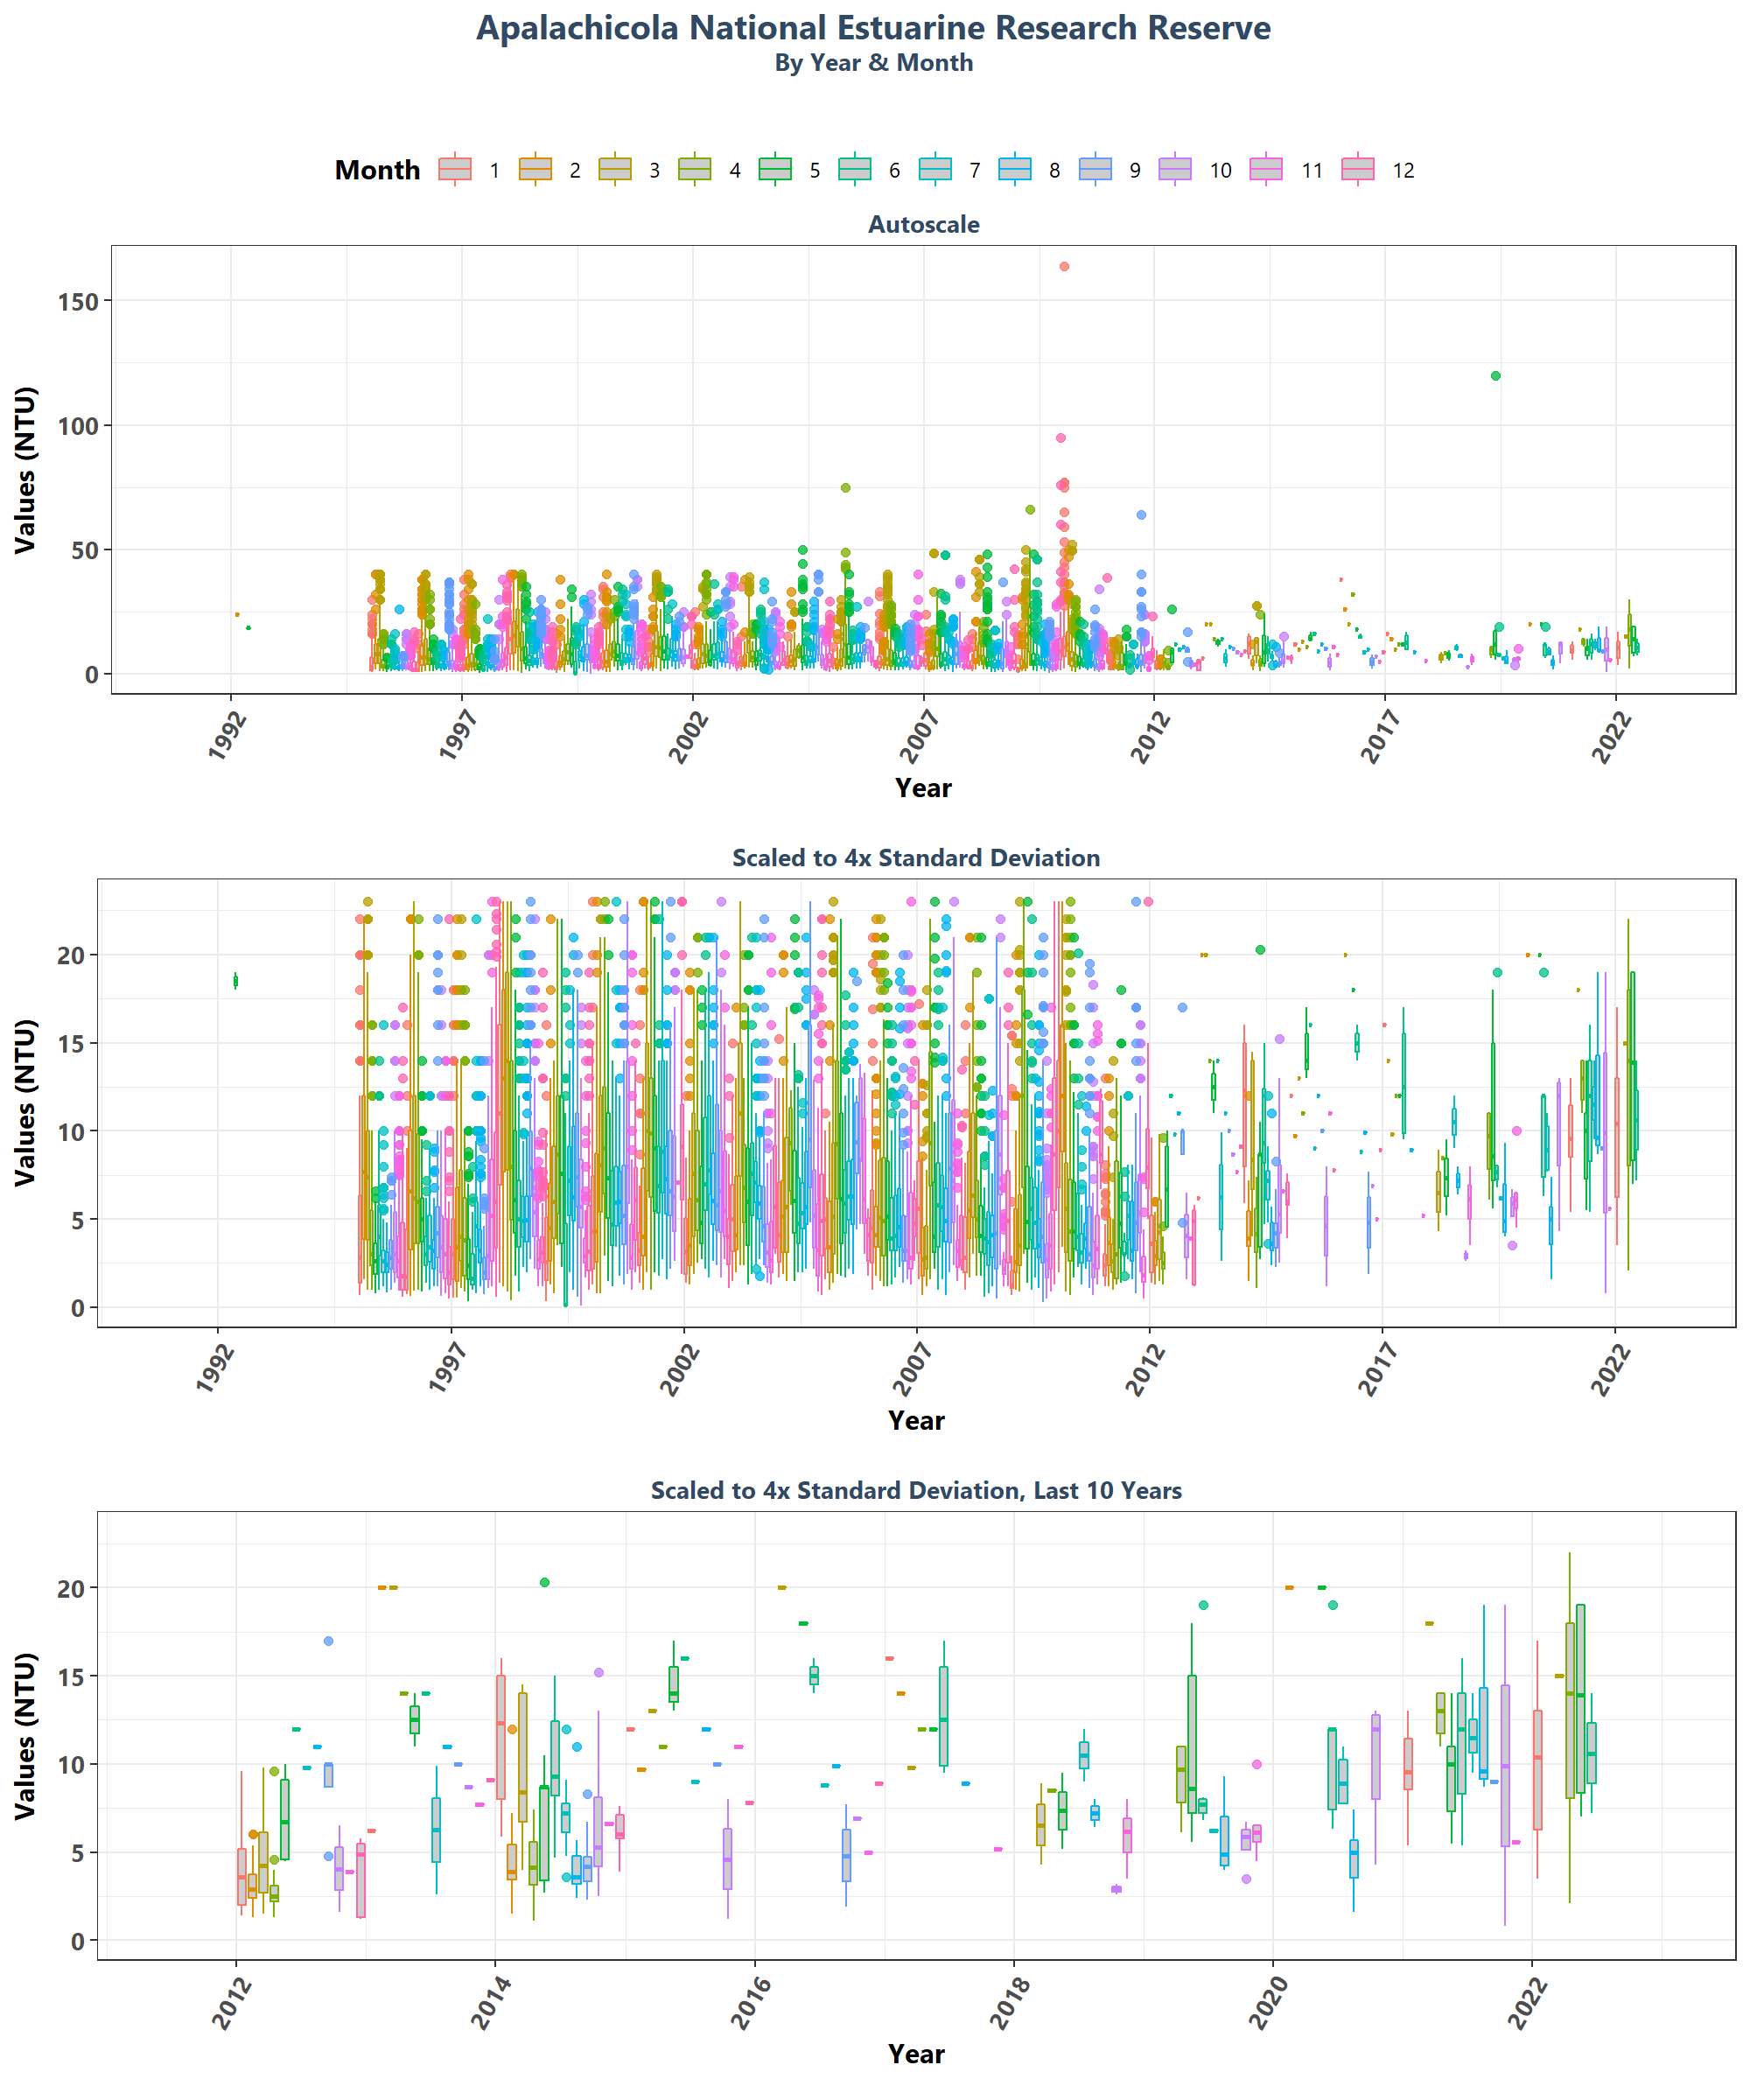 Apalachicola National Estuarine Research Reserve
By Year & Month
Month 1 2 3 4 5 6 7 8 9 10 11 12
Autoscale
Values (NTU)
150
100
50
0
1992 1997 2002 2007 2012 2017 2022
Year
Scaled to 4x Standard Deviation
Values (NTU)
20
15
10
5
0
1992 1997 2002 2007 2012 2017 2022
Year
Scaled to 4x Standard Deviation, Last 10 Years
Values (NTU)
20
15
10
5
0
2012 2014 2016 2018 2020 2022
Year